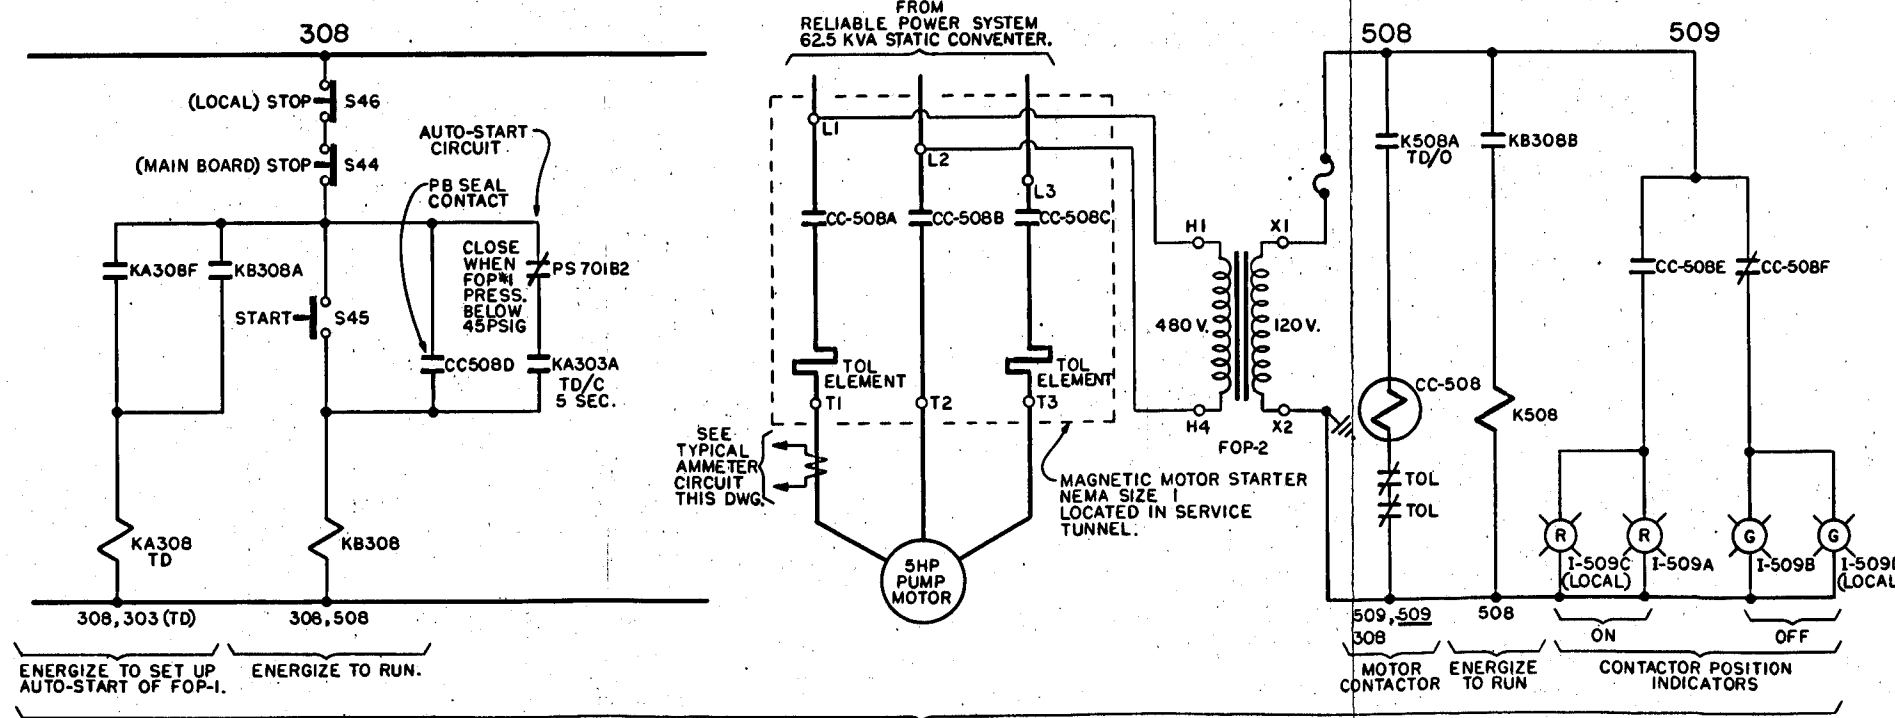 308
(LOCAL) STOP S46
(MAIN BOARD) STOP S44
AUTO-START
CIRCUIT
PB SEAL
CONTACT
KA308F
KB308A
START S45
CLOSE
WHEN
FOP#1
PRESS.
BELOW
45PSIG
PS701B2
CC508D
KA303A
TD/C
5 SEC.
KA308
TD
KB308
308,303 (TD)
308,508
ENERGIZE TO SET UP
AUTO-START OF FOP-1.
ENERGIZE TO RUN.
FROM
RELIABLE POWER SYSTEM
62.5 KVA STATIC CONVENTER.
L1
L2
L3
CC-508A
CC-508B
CC-508C
TOL
ELEMENT
TOL
ELEMENT
T1
T2
T3
SEE
TYPICAL
AMMETER
CIRCUIT
THIS DWG.
5HP
PUMP
MOTOR
MAGNETIC MOTOR STARTER
NEMA SIZE 1
LOCATED IN SERVICE
TUNNEL.
H1
X1
480V.
120V.
H4
X2
FOP-2
508
509
K508A
TD/O
KB308B
CC-508E
CC-508F
CC-508
K508
TOL
TOL
R
R
G
G
I-509C
(LOCAL)
I-509A
I-509B
(LOCAL
509,509
308
508
ON
OFF
MOTOR
CONTACTOR
ENERGIZE
TO RUN
CONTACTOR POSITION
INDICATORS